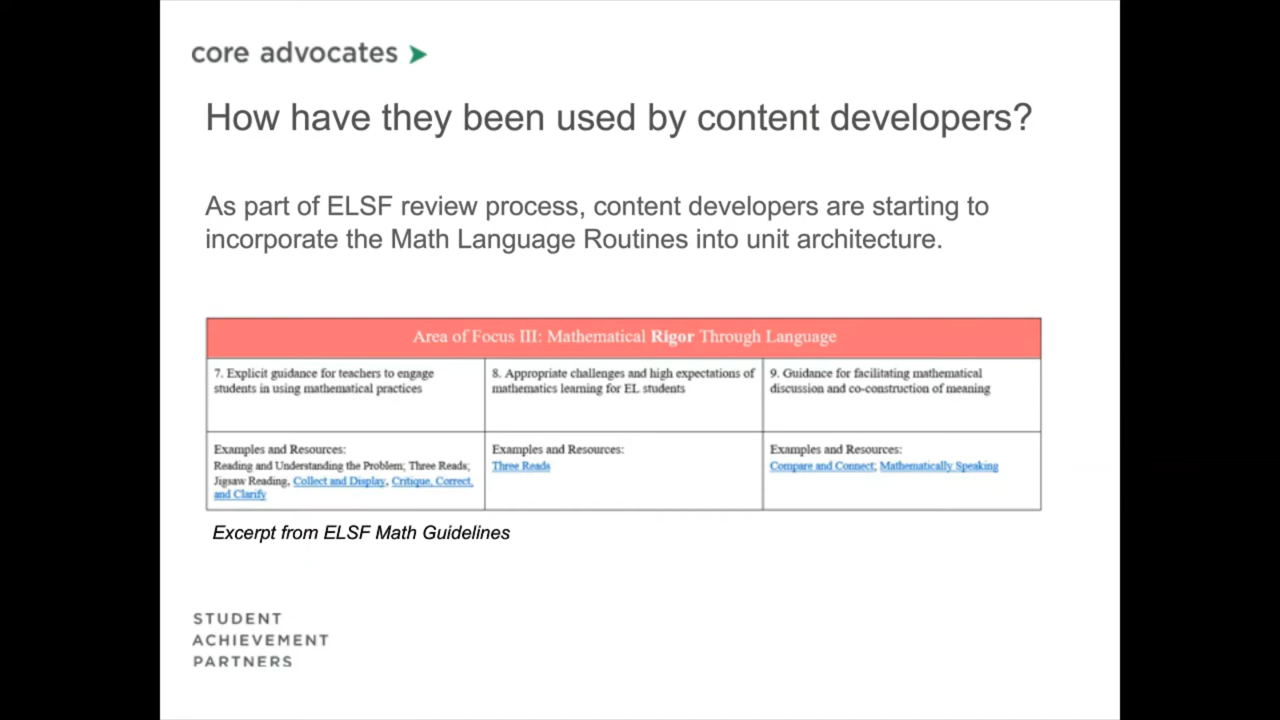 core advocates
How have they been used by content developers?
As part of ELSF review process, content developers are starting to
incorporate the Math Language Routines into unit architecture.
Area of Focus III: Mathematical Rigor Through Language
7. Explicit guidance for teachers to engage
students in using mathematical practices
8. Appropriate challenges and high expectations of
mathematics learning for EL students
9. Guidance for facilitating mathematical
discussion and co-construction of meaning
Examples and Resources:
Reading and Understanding the Problem; Three Reads;
Jigsaw Reading, Collect and Display, Critique, Correct,
and Clarify
Examples and Resources:
Three Reads
Examples and Resources:
Compare and Connect; Mathematically Speaking
Excerpt from ELSF Math Guidelines
STUDENT
ACHIEVEMENT
PARTNERS